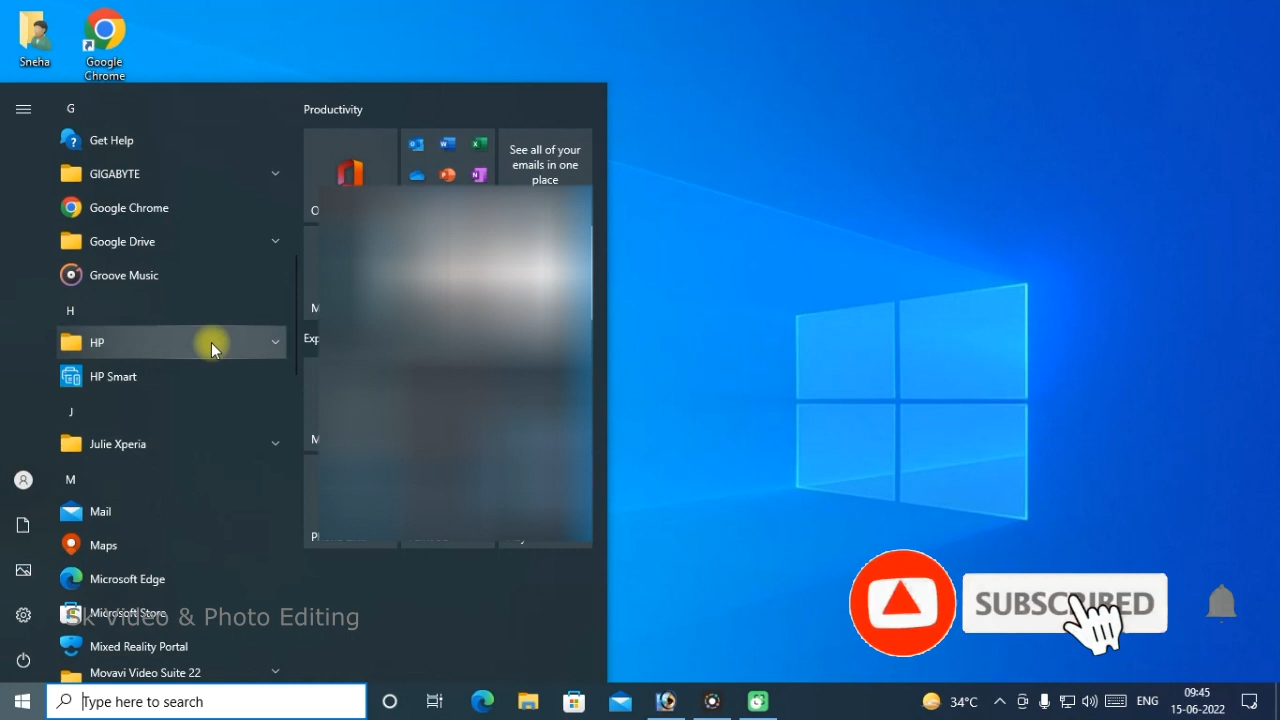 Sneha
Google
Chrome
G
Get Help
GIGABYTE
Google Chrome
Google Drive
Groove Music
H
HP
HP Smart
J
Julie Xperia
M
Mail
Maps
Microsoft Edge
Microsoft Store
Sk Video & Photo Editing
Mixed Reality Portal
Movavi Video Suite 22
Productivity
See all of your
emails in one
place
SUBSCRIBED
Type here to search
34°C
ENG
09:45
15-06-2022